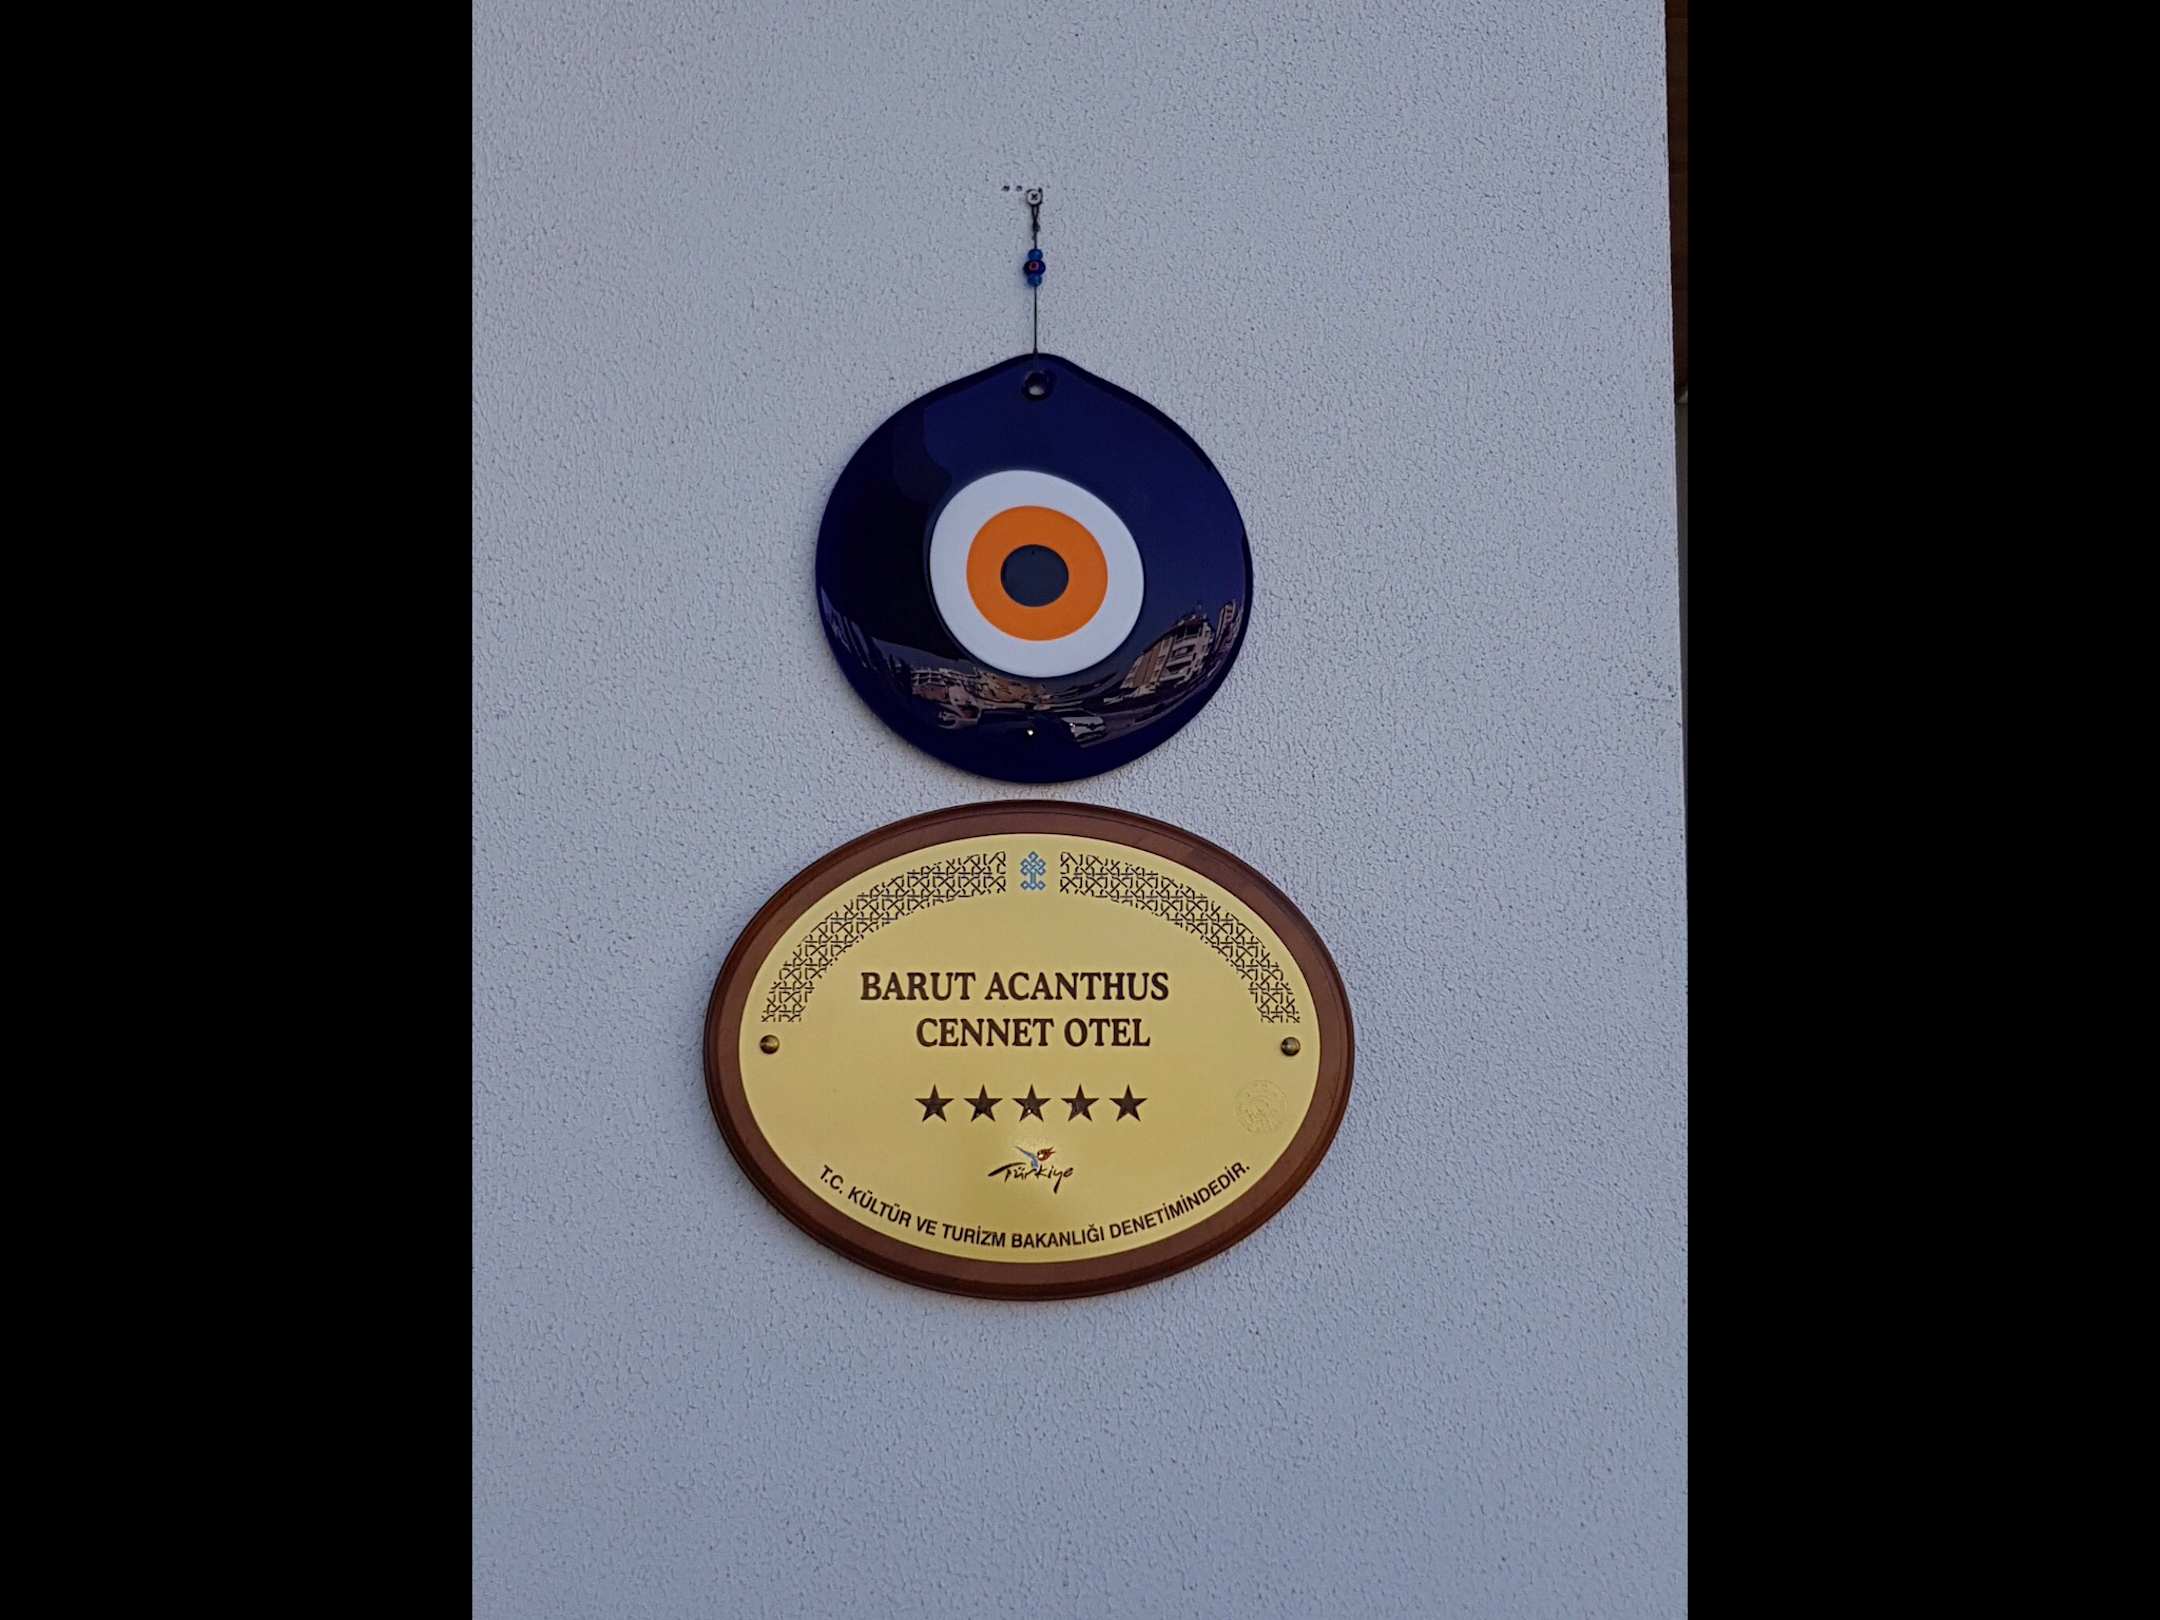 BARUT ACANTHUS
CENNET OTEL
Türkiye
T.C. KÜLTÜR VE TURİZM BAKANLIĞI DENETİMİNDEDİR.